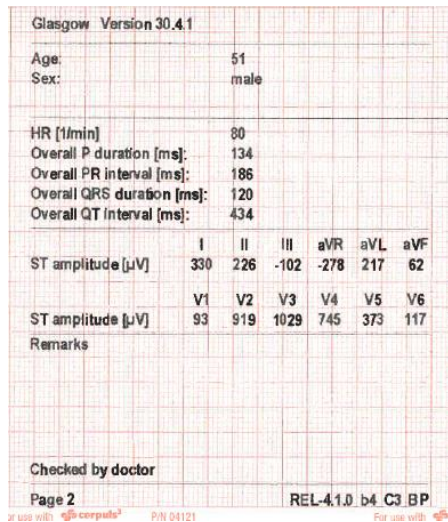 Glasgow Version 30.4.1
Age: 51
Sex: male
HR [1/min] 80
Overall P duration [ms]: 134
Overall PR interval [ms]: 186
Overall QRS duration [ms]: 120
Overall QT interval [ms]: 434
I II III aVR aVL aVF
ST amplitude [µV] 330 226 -102 -278 217 62
V1 V2 V3 V4 V5 V6
ST amplitude [µV] 93 919 1029 745 373 117
Remarks
Checked by doctor
Page 2 REL-4.1.0 b4 C3 BP
or use with corpuls³ P/N 04121 For use with